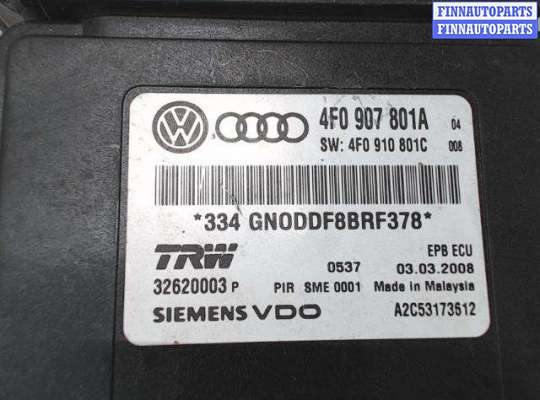 FINNAUTOPARTS
FINNAUTOPARTS
4F0 907 801A 04
SW: 4F0 910 801C 008
*334 GNODDF8BRF378*
TRW EPB ECU
0537 03.03.2008
32620003 P PIR SME 0001 Made in Malaysia
SIEMENS VDO A2C53173612